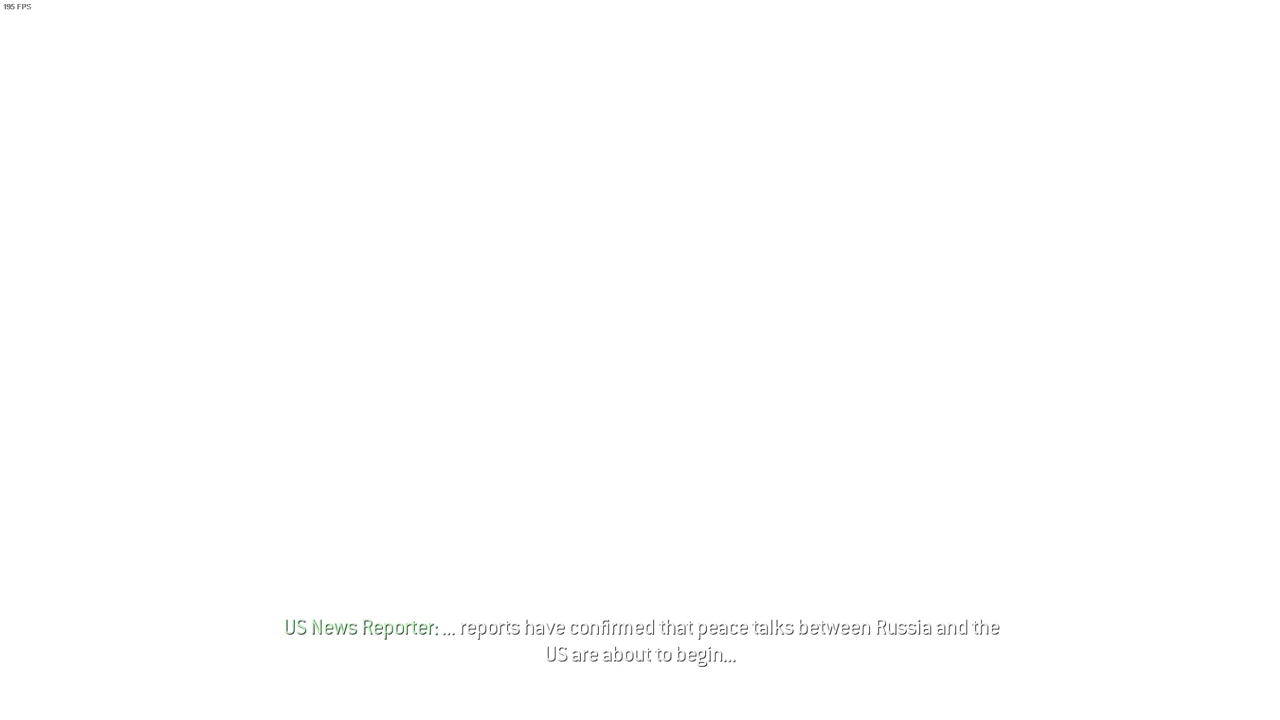 195 FPS
US News Reporter: ... reports have confirmed that peace talks between Russia and the
US are about to begin...